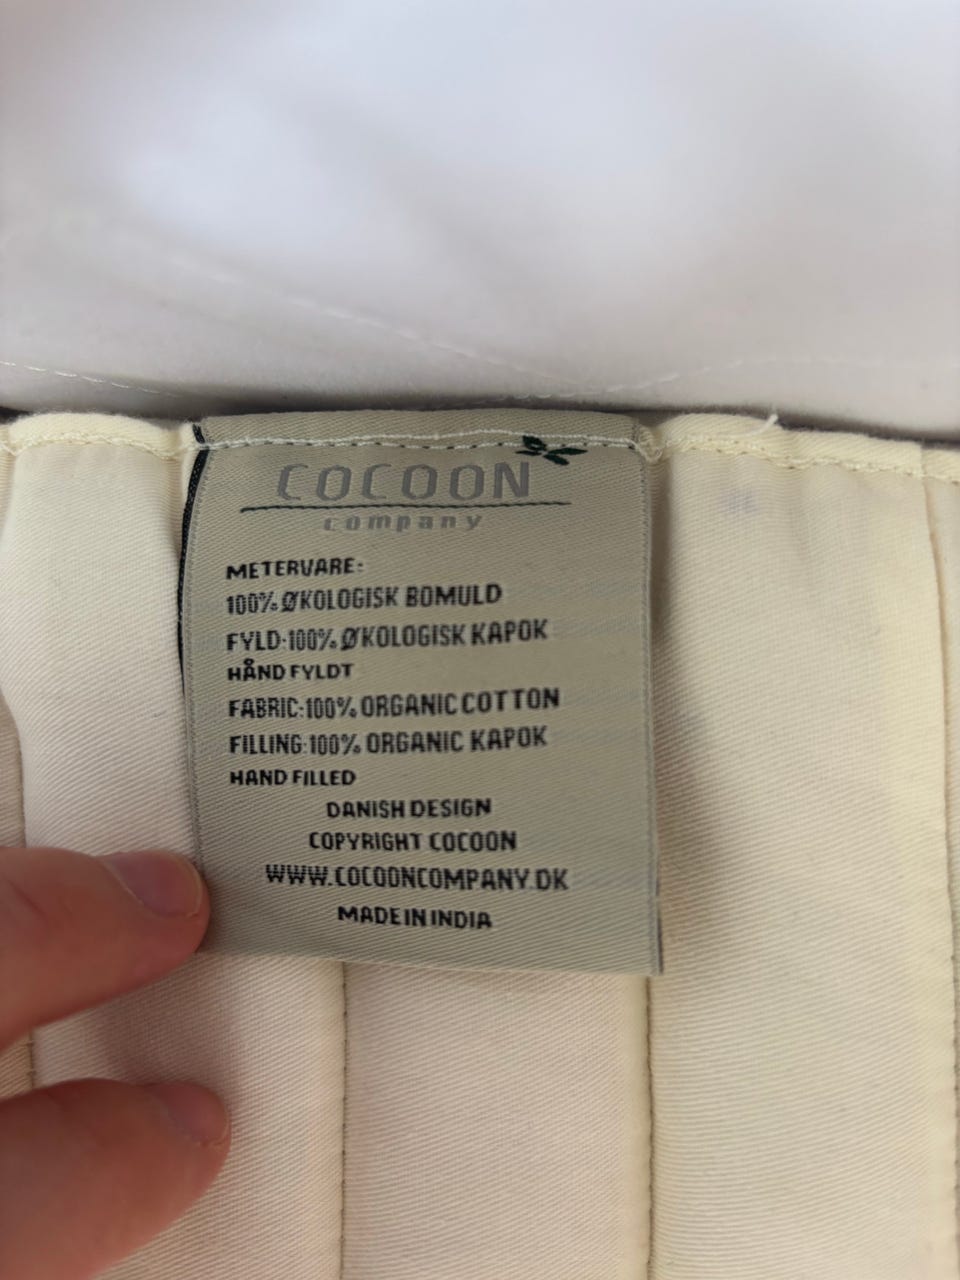 COCOON
company
METERVARE:
100% ØKOLOGISK BOMULD
FYLD:100% ØKOLOGISK KAPOK
HÅND FYLDT
FABRIC:100% ORGANIC COTTON
FILLING:100% ORGANIC KAPOK
HAND FILLED
DANISH DESIGN
COPYRIGHT COCOON
WWW.COCOONCOMPANY.DK
MADE IN INDIA